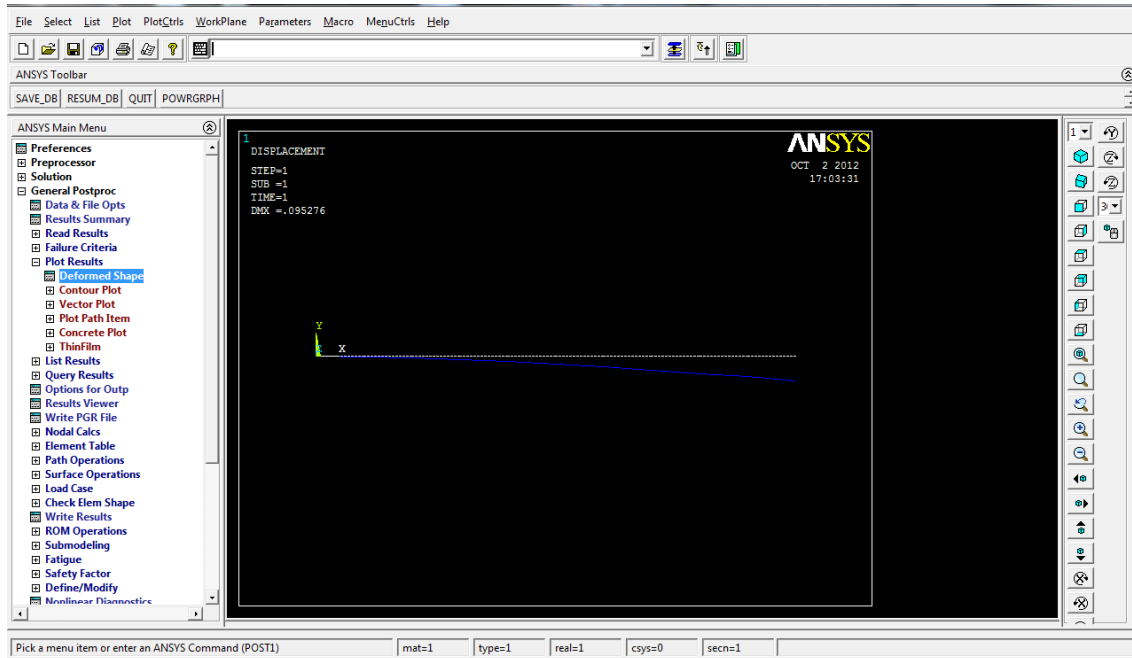 File Select List Plot PlotCtrls WorkPlane Parameters Macro MenuCtrls Help
ANSYS Toolbar
SAVE_DB RESUM_DB QUIT POWRGRPH
ANSYS Main Menu
Preferences
Preprocessor
Solution
General Postproc
Data & File Opts
Results Summary
Read Results
Failure Criteria
Plot Results
Deformed Shape
Contour Plot
Vector Plot
Plot Path Item
Concrete Plot
ThinFilm
List Results
Query Results
Options for Outp
Results Viewer
Write PGR File
Nodal Calcs
Element Table
Path Operations
Surface Operations
Load Case
Check Elem Shape
Write Results
ROM Operations
Submodeling
Fatigue
Safety Factor
Define/Modify
Nonlinear Diagnostics
1
DISPLACEMENT
STEP=1
SUB =1
TIME=1
DMX =.095276
ANSYS
OCT 2 2012
17:03:31
Y
X
1
Pick a menu item or enter an ANSYS Command (POST1) mat=1 type=1 real=1 csys=0 secn=1